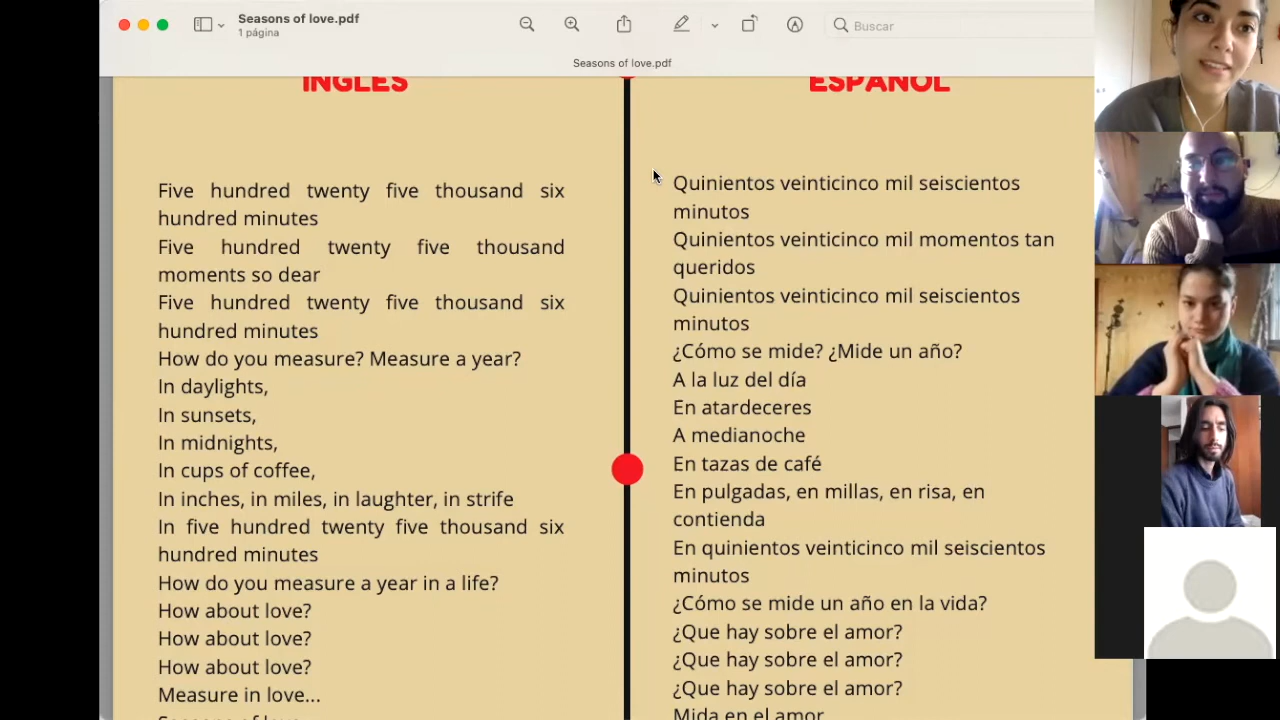 Seasons of love.pdf
1 página
Buscar
Seasons of love.pdf
INGLÉS
Five hundred twenty five thousand six
hundred minutes
Five hundred twenty five thousand
moments so dear
Five hundred twenty five thousand six
hundred minutes
How do you measure? Measure a year?
In daylights,
In sunsets,
In midnights,
In cups of coffee,
In inches, in miles, in laughter, in strife
In five hundred twenty five thousand six
hundred minutes
How do you measure a year in a life?
How about love?
How about love?
How about love?
Measure in love...
Seasons of love
ESPAÑOL
Quinientos veinticinco mil seiscientos
minutos
Quinientos veinticinco mil momentos tan
queridos
Quinientos veinticinco mil seiscientos
minutos
¿Cómo se mide? ¿Mide un año?
A la luz del día
En atardeceres
A medianoche
En tazas de café
En pulgadas, en millas, en risa, en
contienda
En quinientos veinticinco mil seiscientos
minutos
¿Cómo se mide un año en la vida?
¿Que hay sobre el amor?
¿Que hay sobre el amor?
¿Que hay sobre el amor?
Mida en el amor